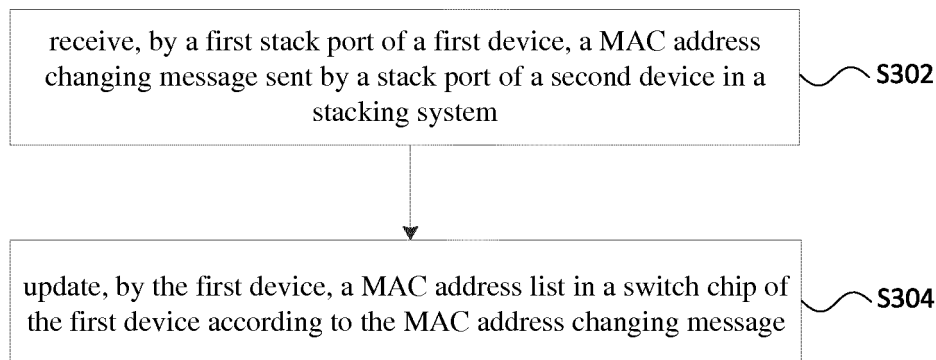 receive, by a first stack port of a first device, a MAC address
changing message sent by a stack port of a second device in a
stacking system
S302
update, by the first device, a MAC address list in a switch chip of
the first device according to the MAC address changing message
S304